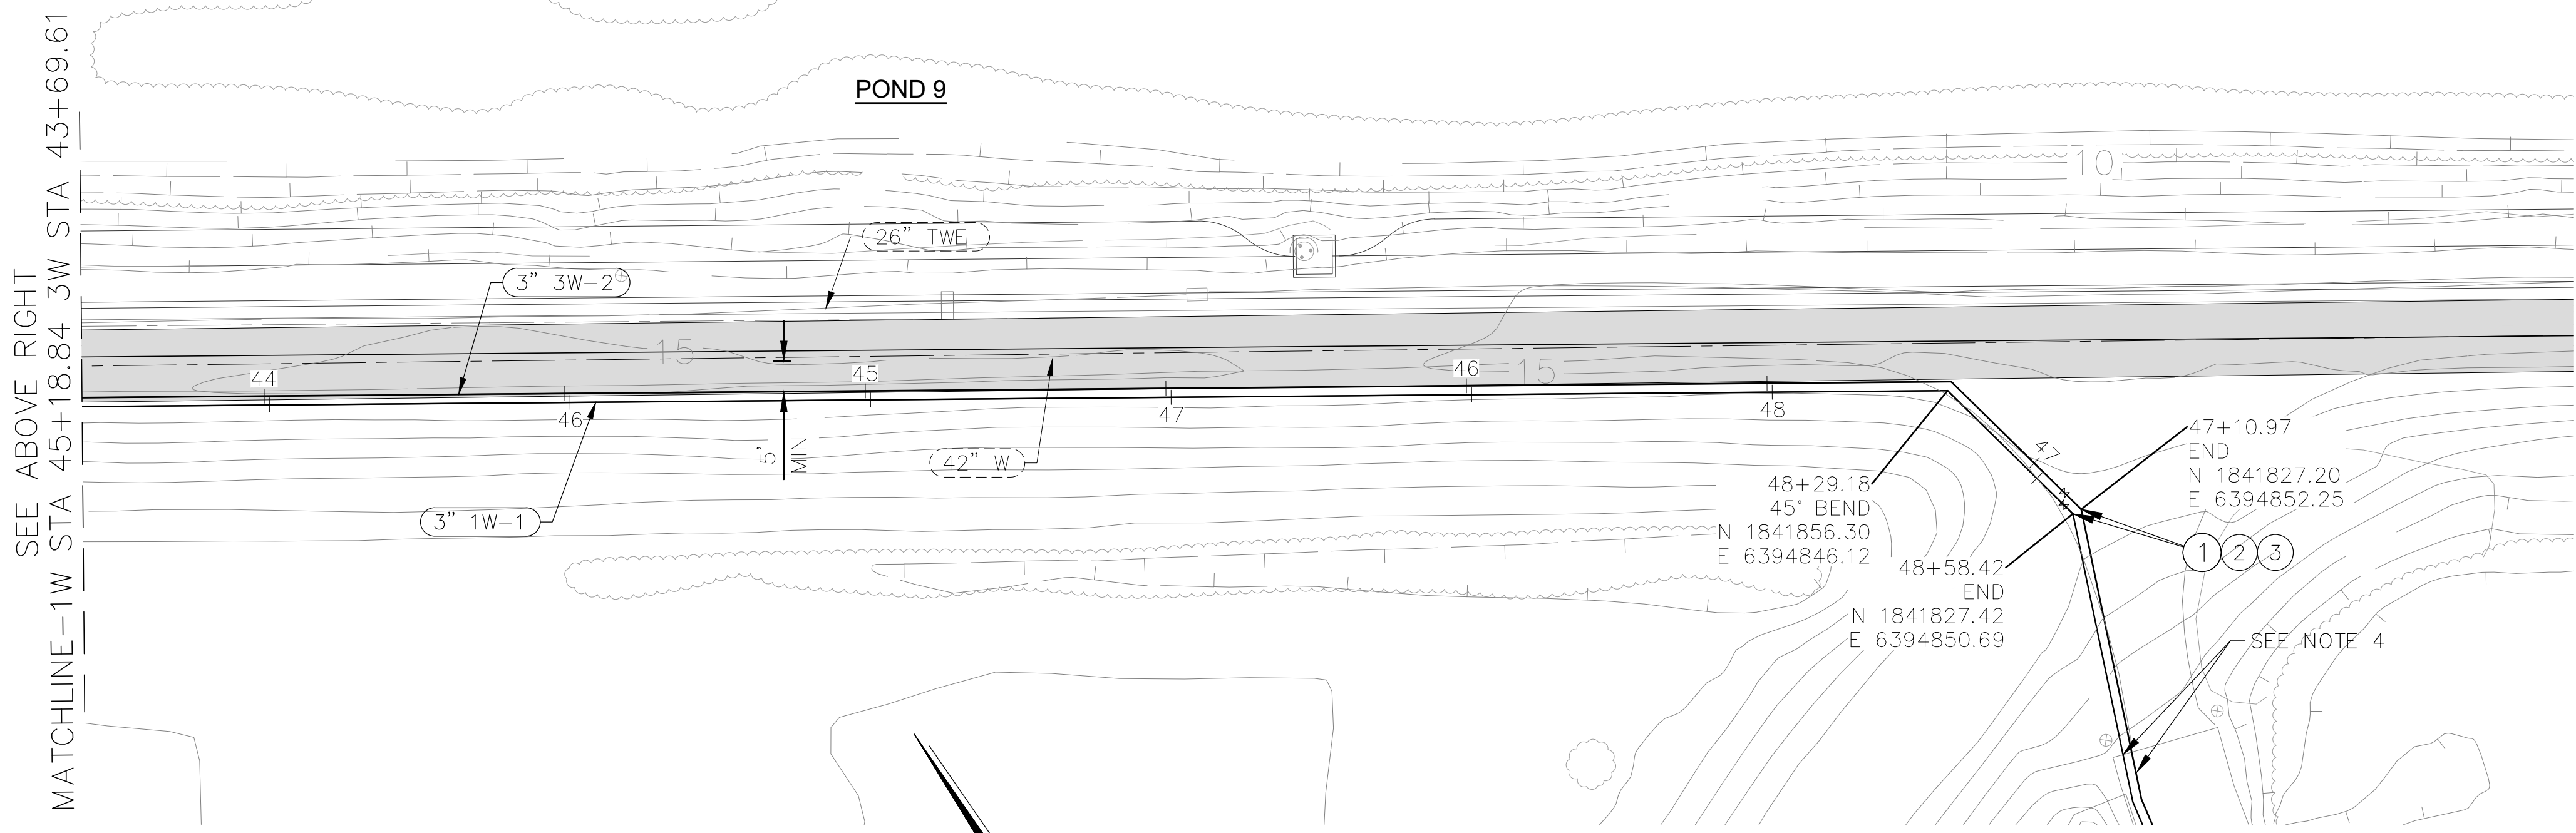 SEE ABOVE RIGHT
MATCHLINE-1W STA 45+18.84 3W STA 43+69.61
POND 9
10
26" TWE
3" 3W-2
15
15
44
45
46
46
47
48
5'
MIN
42" W
3" 1W-1
47
47+10.97
END
N 1841827.20
E 6394852.25
48+29.18
45° BEND
N 1841856.30
E 6394846.12
48+58.42
END
N 1841827.42
E 6394850.69
1 2 3
SEE NOTE 4